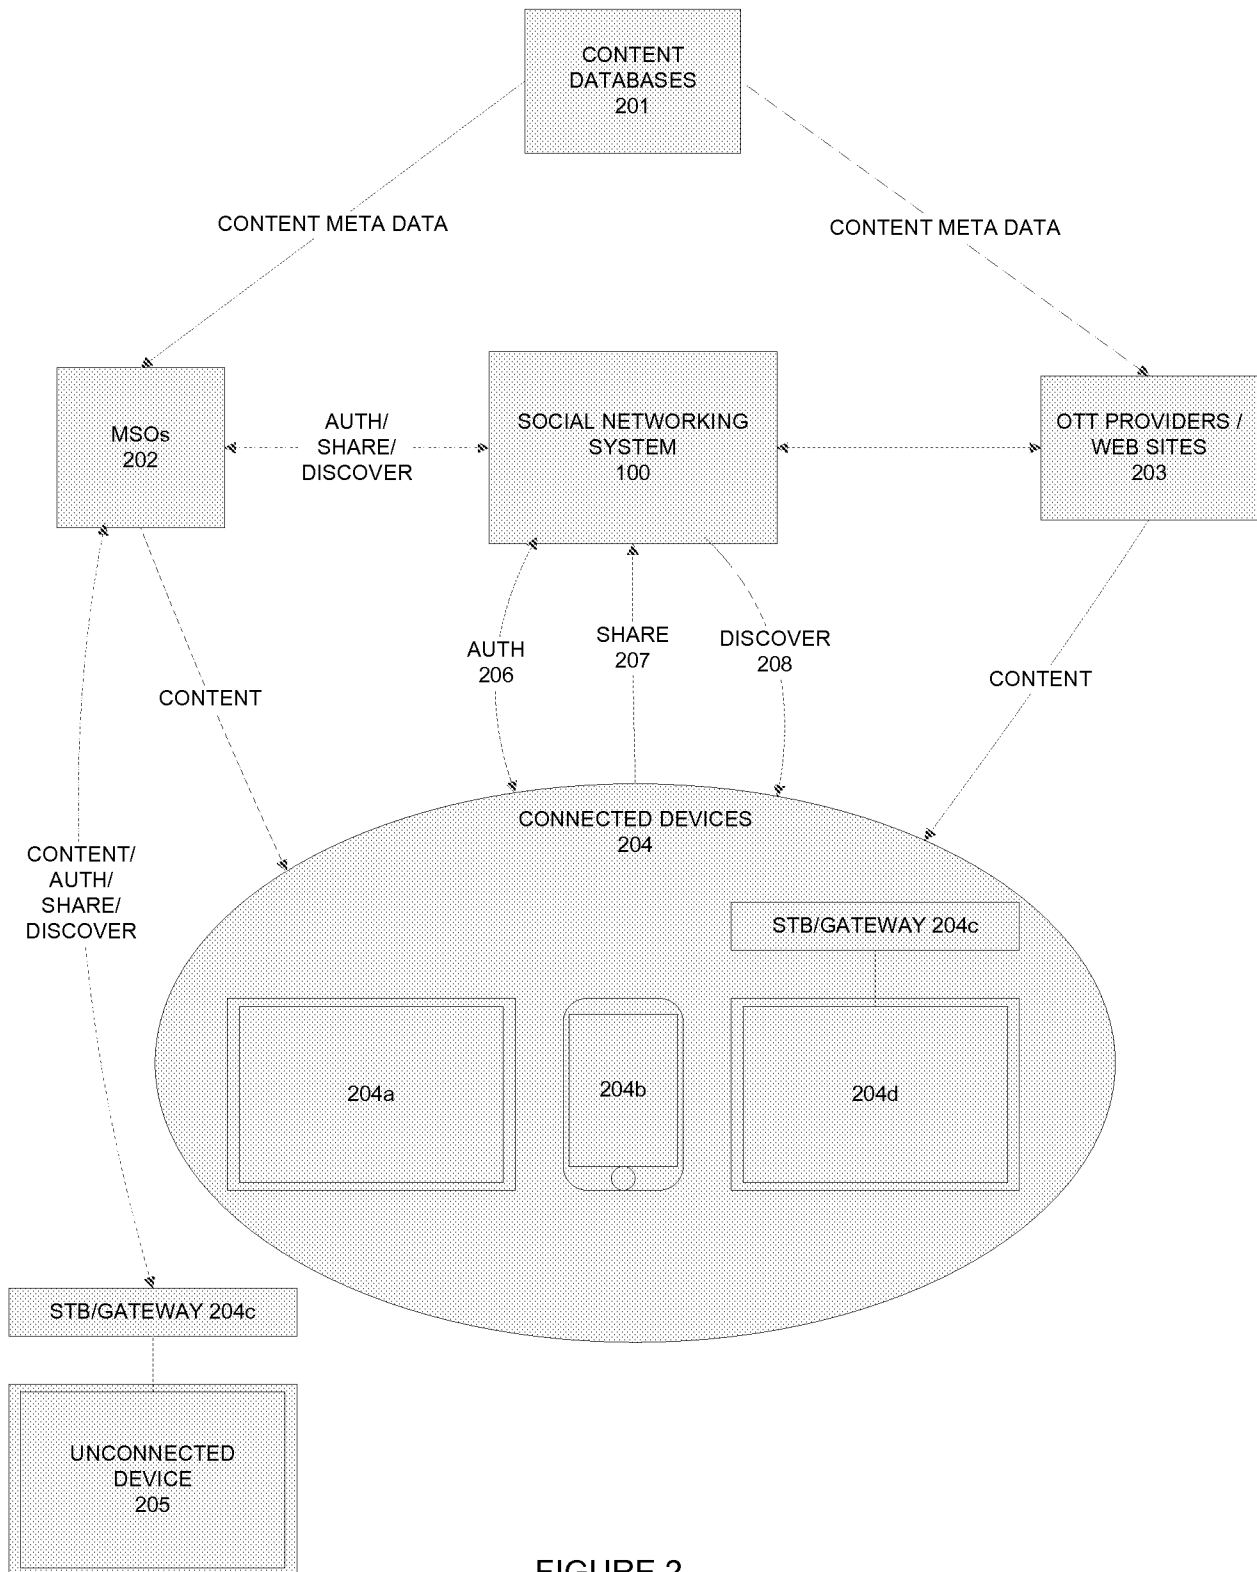 CONTENT
DATABASES
201
CONTENT META DATA
CONTENT META DATA
MSOs
202
AUTH/
SHARE/
DISCOVER
SOCIAL NETWORKING
SYSTEM
100
OTT PROVIDERS /
WEB SITES
203
AUTH
206
SHARE
207
DISCOVER
208
CONTENT
CONTENT
CONTENT/
AUTH/
SHARE/
DISCOVER
CONNECTED DEVICES
204
STB/GATEWAY 204c
204a
204b
204d
STB/GATEWAY 204c
UNCONNECTED
DEVICE
205
FIGURE 2